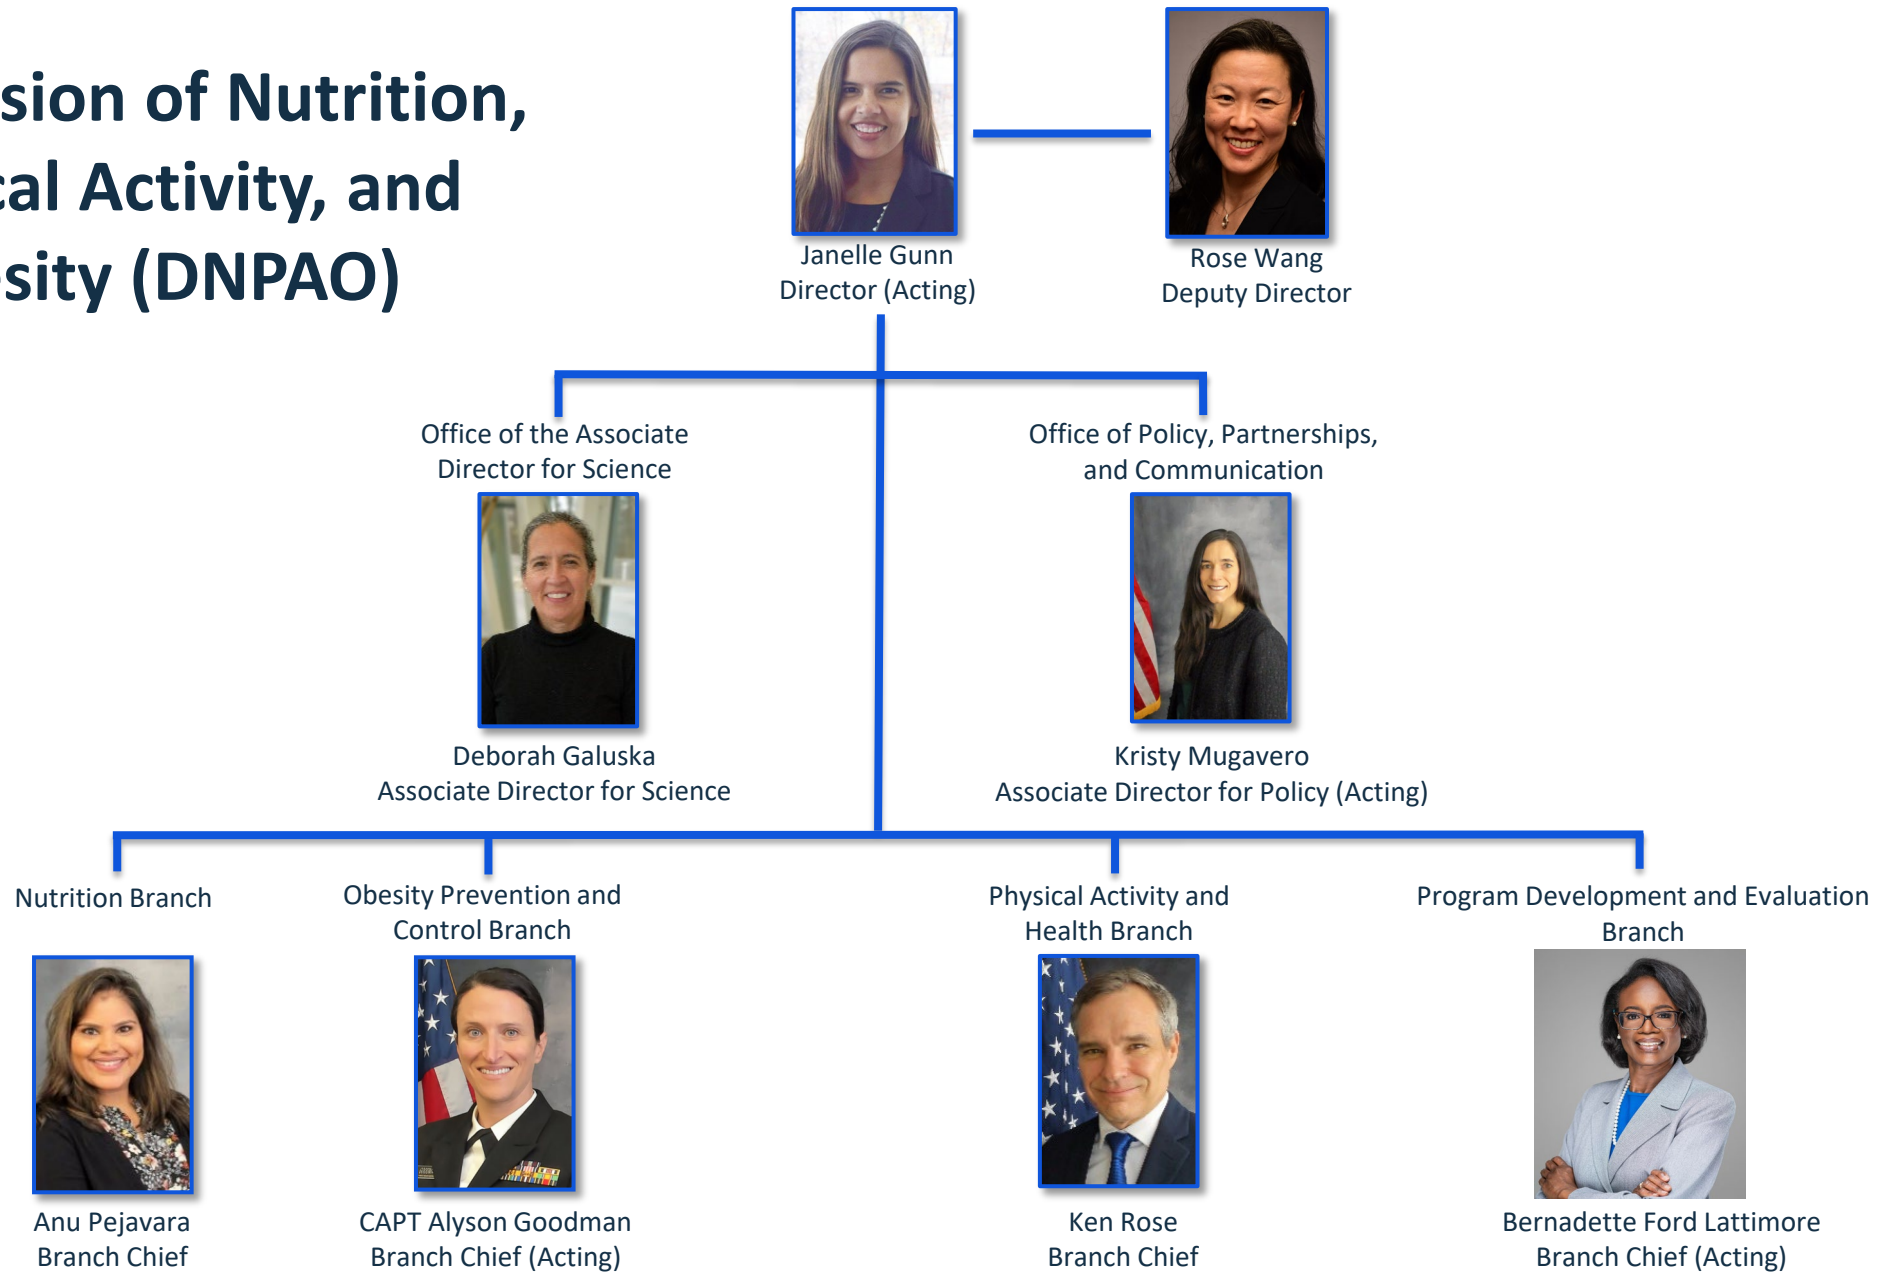 sion of Nutrition,
cal Activity, and
sity (DNPAO)
Janelle Gunn
Director (Acting)
Rose Wang
Deputy Director
Office of the Associate
Director for Science
Office of Policy, Partnerships,
and Communication
Deborah Galuska
Associate Director for Science
Kristy Mugavero
Associate Director for Policy (Acting)
Nutrition Branch
Obesity Prevention and
Control Branch
Physical Activity and
Health Branch
Program Development and Evaluation
Branch
Anu Pejavara
Branch Chief
CAPT Alyson Goodman
Branch Chief (Acting)
Ken Rose
Branch Chief
Bernadette Ford Lattimore
Branch Chief (Acting)